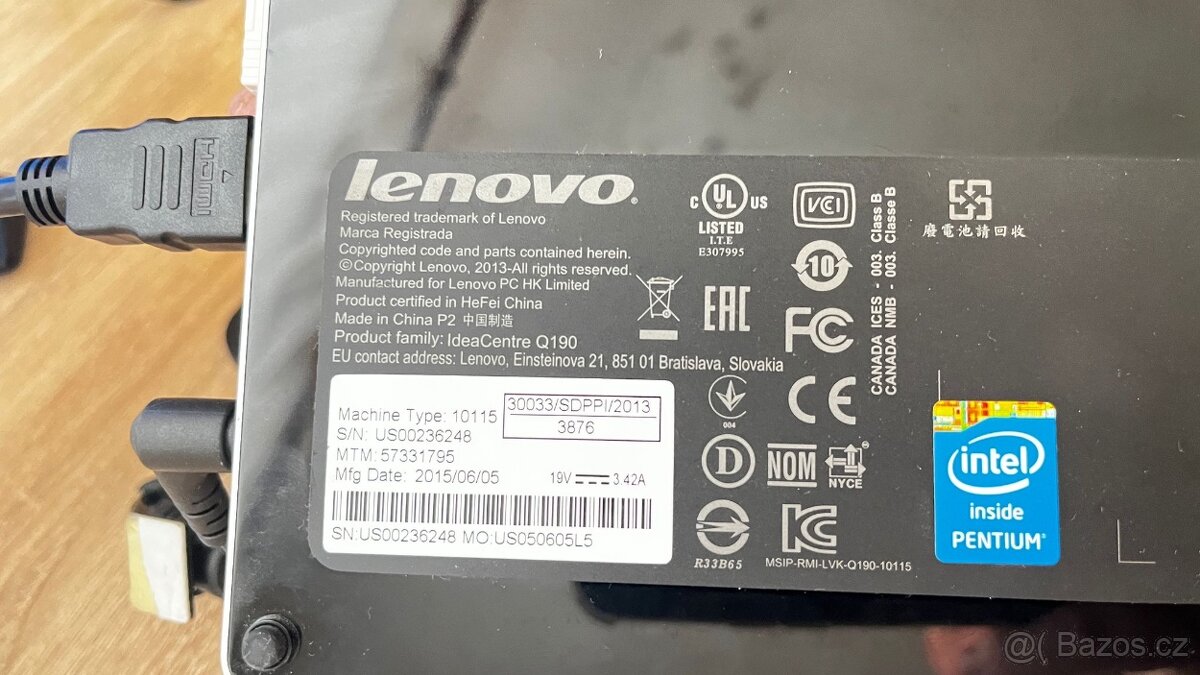 HDMI
lenovo
Registered trademark of Lenovo
Marca Registrada
Copyrighted code and parts contained herein.
©Copyright Lenovo, 2013-All rights reserved.
Manufactured for Lenovo PC HK Limited
Product certified in HeFei China
Made in China P2 中国制造
Product family: IdeaCentre Q190
EU contact address: Lenovo, Einsteinova 21, 851 01 Bratislava, Slovakia
C UL US
LISTED
I.T.E
E307995
VCI
10
EAC
FC
CE
CANADA ICES - 003. Class B
CANADA NMB - 003. Classe B
廢電池請回收
004
D
NOM
NYCE
R33B65
KC
MSIP-RMI-LVK-Q190-10115
Machine Type: 10115
30033/SDPPI/2013
3876
S/N: US00236248
MTM: 57331795
Mfg Date: 2015/06/05
19V 3.42A
SN:US00236248 MO:US050605L5
intel
inside
PENTIUM®
@( Bazos.cz